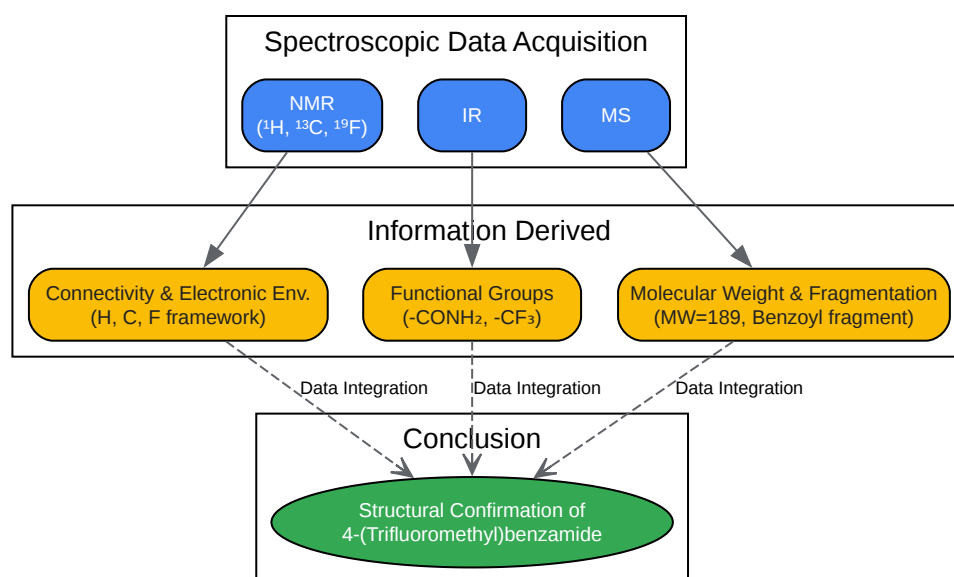 Spectroscopic Data Acquisition
NMR
(¹H, ¹³C, ¹⁹F)
IR
MS
Information Derived
Connectivity & Electronic Env.
(H, C, F framework)
Functional Groups
(-CONH₂, -CF₃)
Molecular Weight & Fragmentation
(MW=189, Benzoyl fragment)
Data Integration
Data Integration
Data Integration
Conclusion
Structural Confirmation of
4-(Trifluoromethyl)benzamide